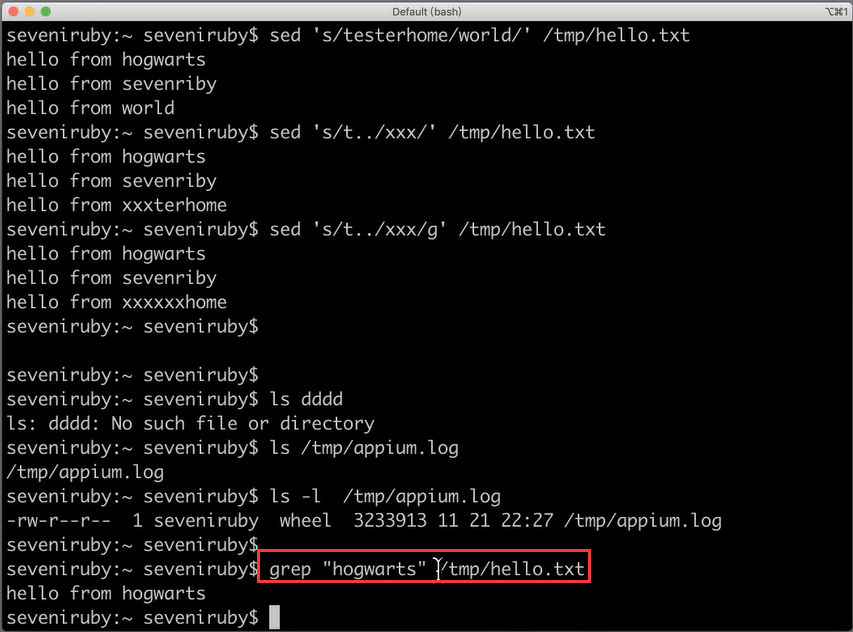 Default (bash)
⌥⌘1
seveniruby:~ seveniruby$ sed 's/testerhome/world/' /tmp/hello.txt
hello from hogwarts
hello from sevenriby
hello from world
seveniruby:~ seveniruby$ sed 's/t../xxx/' /tmp/hello.txt
hello from hogwarts
hello from sevenriby
hello from xxxterhome
seveniruby:~ seveniruby$ sed 's/t../xxx/g' /tmp/hello.txt
hello from hogwarts
hello from sevenriby
hello from xxxxxxhome
seveniruby:~ seveniruby$
seveniruby:~ seveniruby$
seveniruby:~ seveniruby$ ls dddd
ls: dddd: No such file or directory
seveniruby:~ seveniruby$ ls /tmp/appium.log
/tmp/appium.log
seveniruby:~ seveniruby$ ls -l  /tmp/appium.log
-rw-r--r--  1 seveniruby  wheel  3233913 11 21 22:27 /tmp/appium.log
seveniruby:~ seveniruby$
seveniruby:~ seveniruby$ grep "hogwarts" /tmp/hello.txt
hello from hogwarts
seveniruby:~ seveniruby$